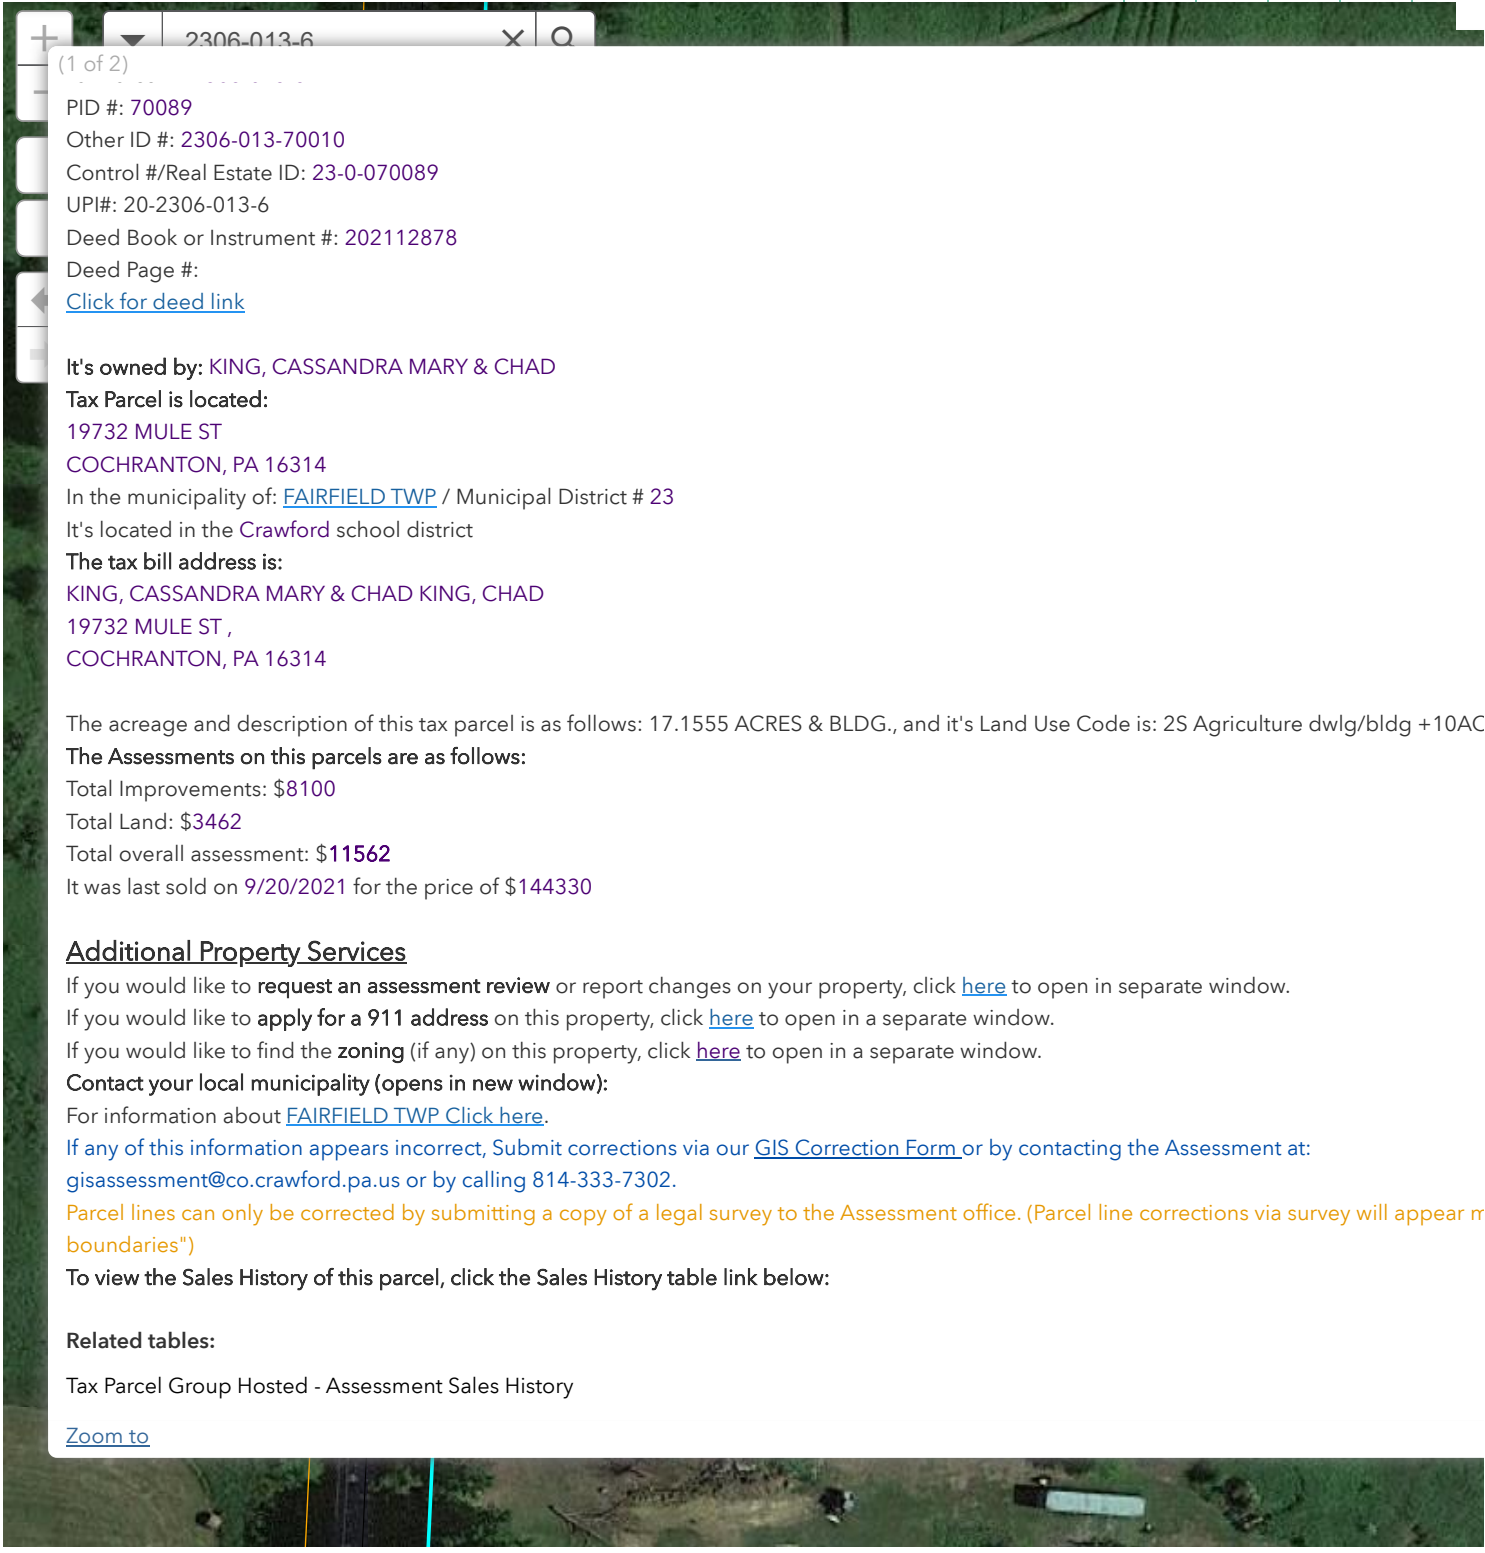 2306-013-6
(1 of 2)
PID #: 70089
Other ID #: 2306-013-70010
Control #/Real Estate ID: 23-0-070089
UPI#: 20-2306-013-6
Deed Book or Instrument #: 202112878
Deed Page #:
Click for deed link
It's owned by: KING, CASSANDRA MARY & CHAD
Tax Parcel is located:
19732 MULE ST
COCHRANTON, PA 16314
In the municipality of: FAIRFIELD TWP / Municipal District # 23
It's located in the Crawford school district
The tax bill address is:
KING, CASSANDRA MARY & CHAD KING, CHAD
19732 MULE ST ,
COCHRANTON, PA 16314
The acreage and description of this tax parcel is as follows: 17.1555 ACRES & BLDG., and it's Land Use Code is: 2S Agriculture dwlg/bldg +10AC
The Assessments on this parcels are as follows:
Total Improvements: $8100
Total Land: $3462
Total overall assessment: $11562
It was last sold on 9/20/2021 for the price of $144330
Additional Property Services
If you would like to request an assessment review or report changes on your property, click here to open in separate window.
If you would like to apply for a 911 address on this property, click here to open in a separate window.
If you would like to find the zoning (if any) on this property, click here to open in a separate window.
Contact your local municipality (opens in new window):
For information about FAIRFIELD TWP Click here.
If any of this information appears incorrect, Submit corrections via our GIS Correction Form or by contacting the Assessment at:
gisassessment@co.crawford.pa.us or by calling 814-333-7302.
Parcel lines can only be corrected by submitting a copy of a legal survey to the Assessment office. (Parcel line corrections via survey will appear
boundaries")
To view the Sales History of this parcel, click the Sales History table link below:
Related tables:
Tax Parcel Group Hosted - Assessment Sales History
Zoom to